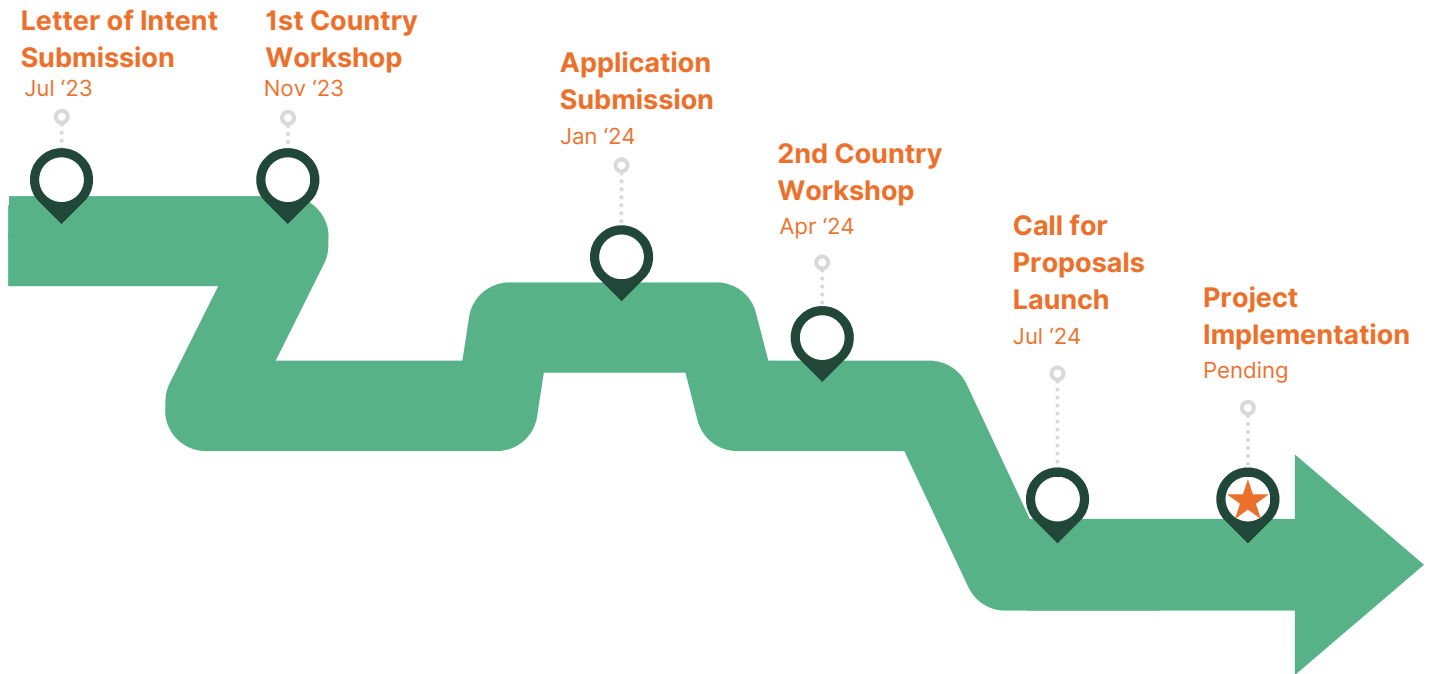 Letter of Intent
Submission
Jul ‘23
1st Country
Workshop
Nov ‘23
Application
Submission
Jan ‘24
2nd Country
Workshop
Apr ‘24
Call for
Proposals
Launch
Jul ‘24
Project
Implementation
Pending